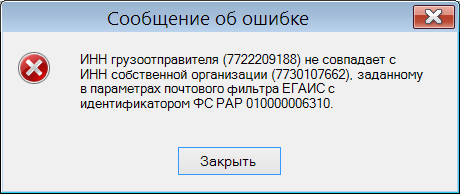 Сообщение об ошибке
ИНН грузоотправителя (7722209188) не совпадает с
ИНН собственной организации (7730107662), заданному
в параметрах почтового фильтра ЕГАИС с
идентификатором ФС РАР 010000006310.
Закрыть